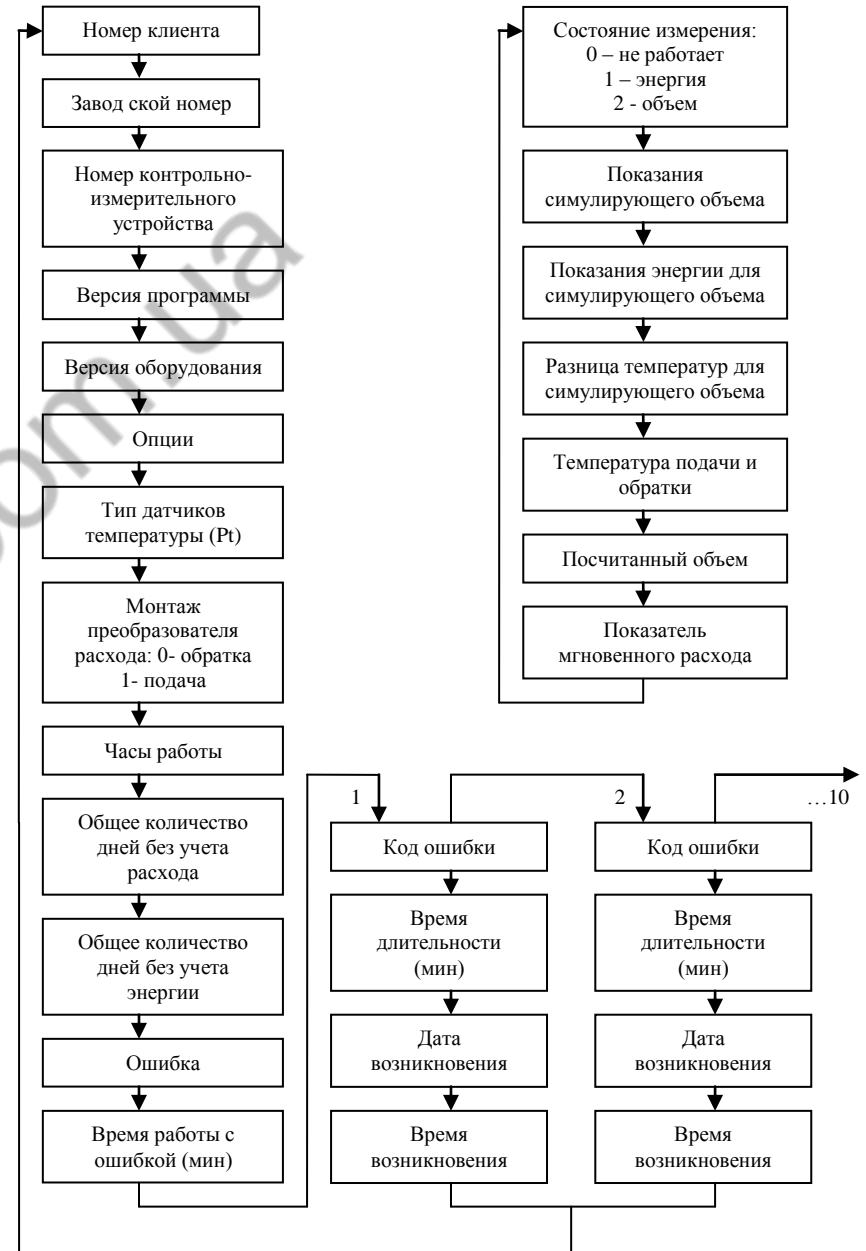 Номер клиента
Завод ской номер
Номер контрольно-
измерительного
устройства
Версия программы
Версия оборудования
Опции
Тип датчиков
температуры (Pt)
Монтаж
преобразователя
расхода: 0- обратка
1- подача
Часы работы
Общее количество
дней без учета
расхода
Общее количество
дней без учета
энергии
Ошибка
Время работы с
ошибкой (мин)
Состояние измерения:
0 – не работает
1 – энергия
2 - объем
Показания
симулирующего объема
Показания энергии для
симулирующего объема
Разница температур для
симулирующего объема
Температура подачи и
обратки
Посчитанный объем
Показатель
мгновенного расхода
1
Код ошибки
Время
длительности
(мин)
Дата
возникновения
Время
возникновения
2
Код ошибки
Время
длительности
(мин)
Дата
возникновения
Время
возникновения
…10
om.ua